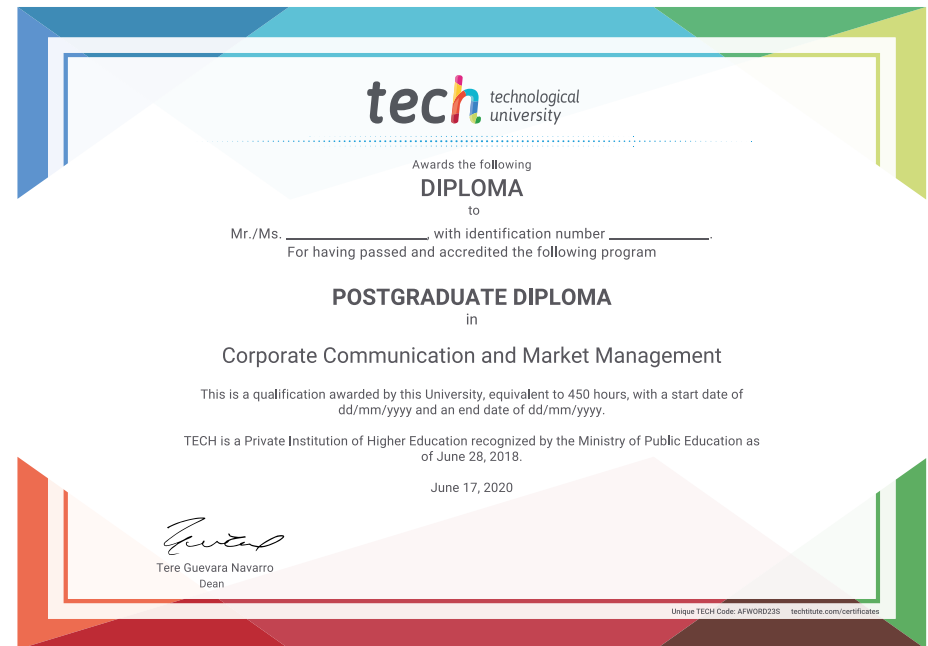 tech technological
university
Awards the following
DIPLOMA
to
Mr./Ms. ____________________, with identification number ______________.
For having passed and accredited the following program
POSTGRADUATE DIPLOMA
in
Corporate Communication and Market Management
This is a qualification awarded by this University, equivalent to 450 hours, with a start date of
dd/mm/yyyy and an end date of dd/mm/yyyy.
TECH is a Private Institution of Higher Education recognized by the Ministry of Public Education as
of June 28, 2018.
June 17, 2020
Tere Guevara Navarro
Dean
Unique TECH Code: AFWORD23S techtitute.com/certificates